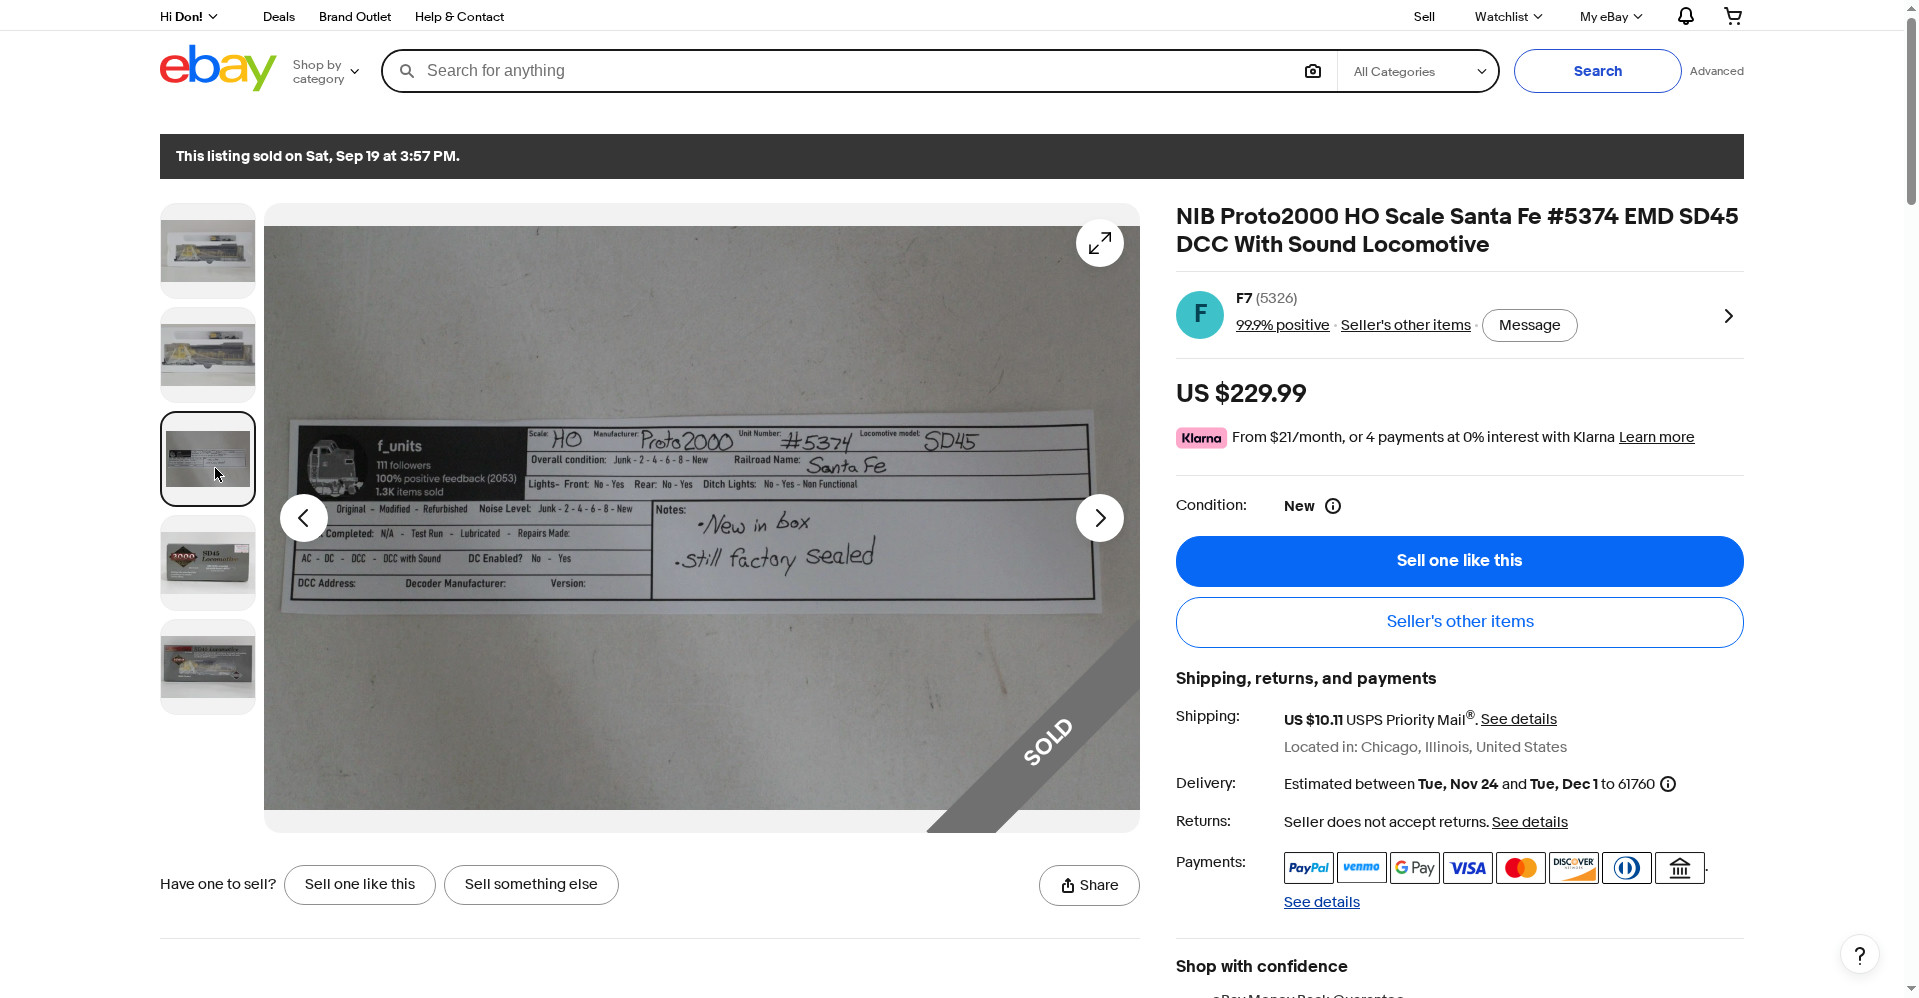 Hi Don!
Deals
Brand Outlet
Help & Contact
Sell
Watchlist
My eBay
ebay
Shop by
category
Search for anything
All Categories
Search
Advanced
This listing sold on Sat, Sep 19 at 3:57 PM.
f_units
111 followers
100% positive feedback (2053)
1.3K items sold
Scale: HO Manufacturer: Proto2000 Unit Number: #5374 Locomotive model: SD45
Overall condition: Junk - 2 - 4 - 6 - 8 - New Railroad Name: Santa Fe
Lights- Front: No - Yes Rear: No - Yes Ditch Lights: No - Yes - Non Functional
Original - Modified - Refurbished Noise Level: Junk - 2 - 4 - 6 - 8 - New
Completed: N/A - Test Run - Lubricated - Repairs Made:
AC - DC - DCC - DCC with Sound DC Enabled? No - Yes
DCC Address: Decoder Manufacturer: Version:
Notes:
•New in box
•Still factory sealed
SOLD
Have one to sell?
Sell one like this
Sell something else
Share
NIB Proto2000 HO Scale Santa Fe #5374 EMD SD45
DCC With Sound Locomotive
F
F7 (5326)
99.9% positive · Seller's other items · Message
US $229.99
Klarna From $21/month, or 4 payments at 0% interest with Klarna Learn more
Condition: New
Sell one like this
Seller's other items
Shipping, returns, and payments
Shipping: US $10.11 USPS Priority Mail®. See details
Located in: Chicago, Illinois, United States
Delivery: Estimated between Tue, Nov 24 and Tue, Dec 1 to 61760
Returns: Seller does not accept returns. See details
Payments: PayPal venmo G Pay VISA DISCOVER .
See details
Shop with confidence
eBay Money Back Guarantee
?